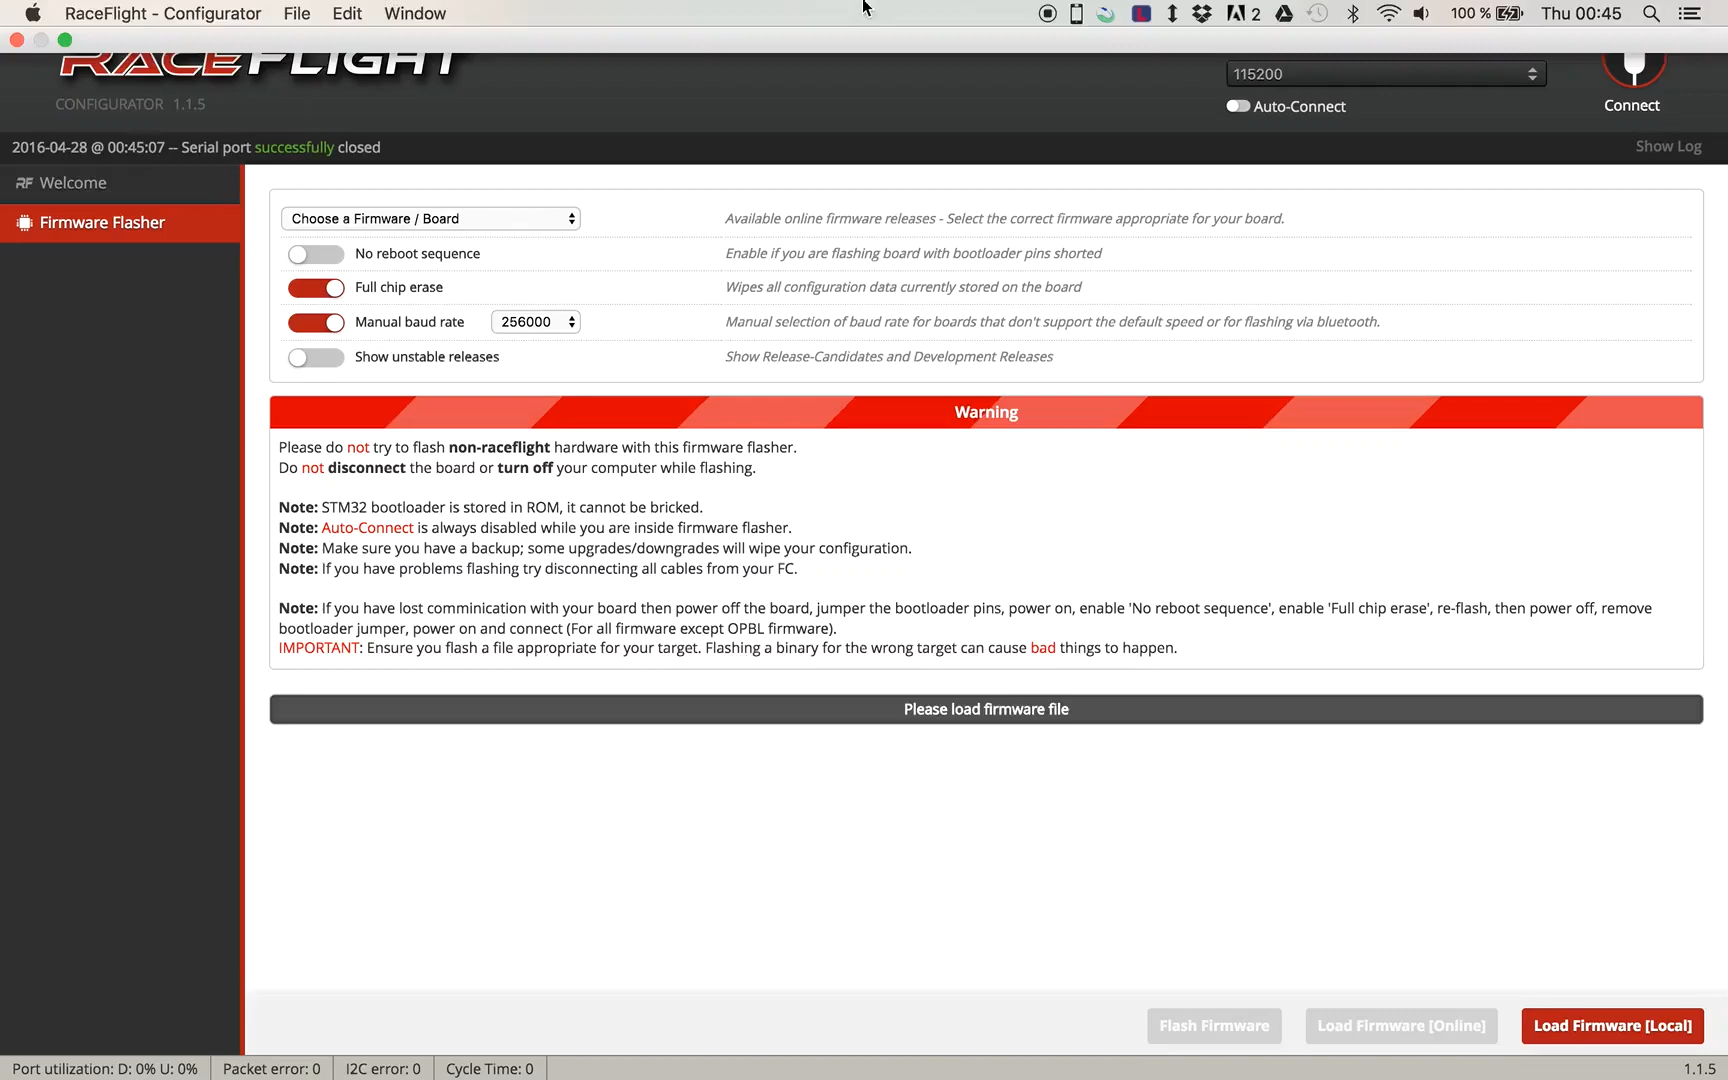 RaceFlight - Configurator File Edit Window 2 100 % Thu 00:45
RACEFLIGHT
115200
CONFIGURATOR 1.1.5
Auto-Connect
Connect
2016-04-28 @ 00:45:07 -- Serial port successfully closed
Show Log
RF Welcome
Firmware Flasher
Choose a Firmware / Board
Available online firmware releases - Select the correct firmware appropriate for your board.
No reboot sequence
Enable if you are flashing board with bootloader pins shorted
Full chip erase
Wipes all configuration data currently stored on the board
Manual baud rate 256000
Manual selection of baud rate for boards that don't support the default speed or for flashing via bluetooth.
Show unstable releases
Show Release-Candidates and Development Releases
Warning
Please do not try to flash non-raceflight hardware with this firmware flasher.
Do not disconnect the board or turn off your computer while flashing.
Note: STM32 bootloader is stored in ROM, it cannot be bricked.
Note: Auto-Connect is always disabled while you are inside firmware flasher.
Note: Make sure you have a backup; some upgrades/downgrades will wipe your configuration.
Note: If you have problems flashing try disconnecting all cables from your FC.
Note: If you have lost comminication with your board then power off the board, jumper the bootloader pins, power on, enable 'No reboot sequence', enable 'Full chip erase', re-flash, then power off, remove
bootloader jumper, power on and connect (For all firmware except OPBL firmware).
IMPORTANT: Ensure you flash a file appropriate for your target. Flashing a binary for the wrong target can cause bad things to happen.
Please load firmware file
Flash Firmware
Load Firmware [Online]
Load Firmware [Local]
Port utilization: D: 0% U: 0% Packet error: 0 I2C error: 0 Cycle Time: 0 1.1.5